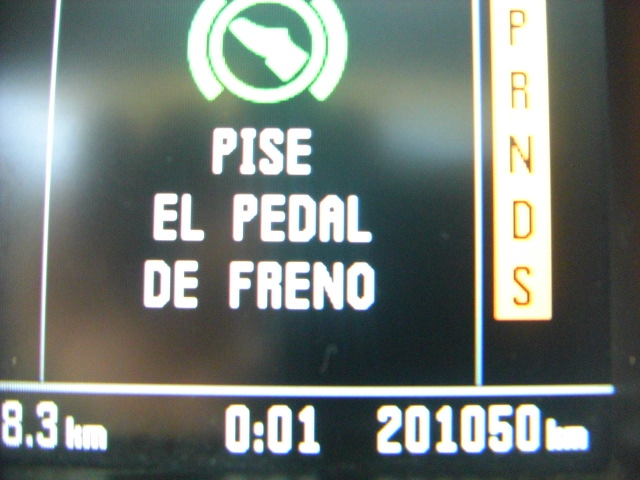 P
R
N
D
S
PISE
EL PEDAL
DE FRENO
8.3 km 0:01 201050 km